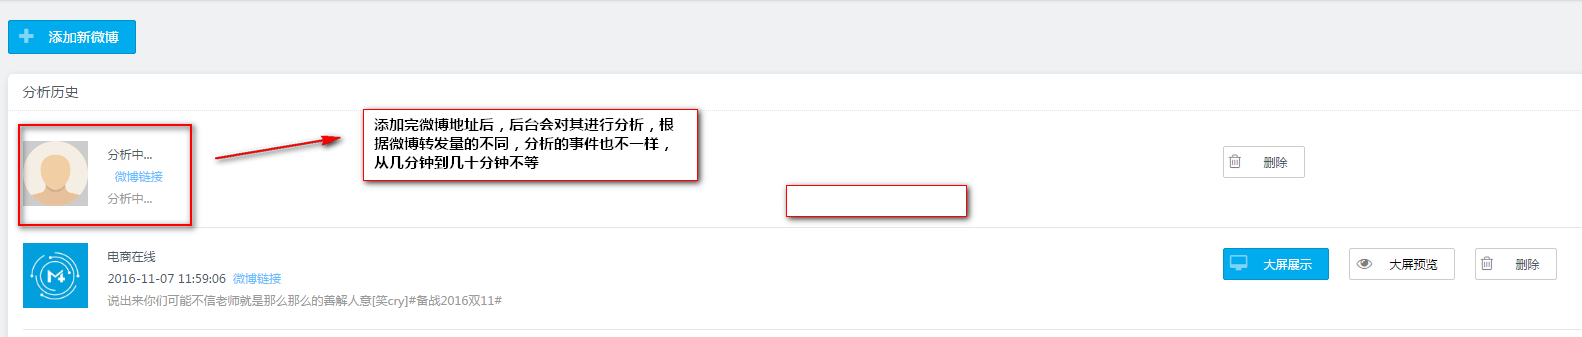 添加新微博
分析历史
分析中...
微博链接
分析中...
添加完微博地址后，后台会对其进行分析，根
据微博转发量的不同，分析的事件也不一样，
从几分钟到几十分钟不等
删除
电商在线
2016-11-07 11:59:06 微博链接
说出来你们可能不信老师就是那么那么的善解人意[笑cry]#备战2016双11#
大屏展示
大屏预览
删除